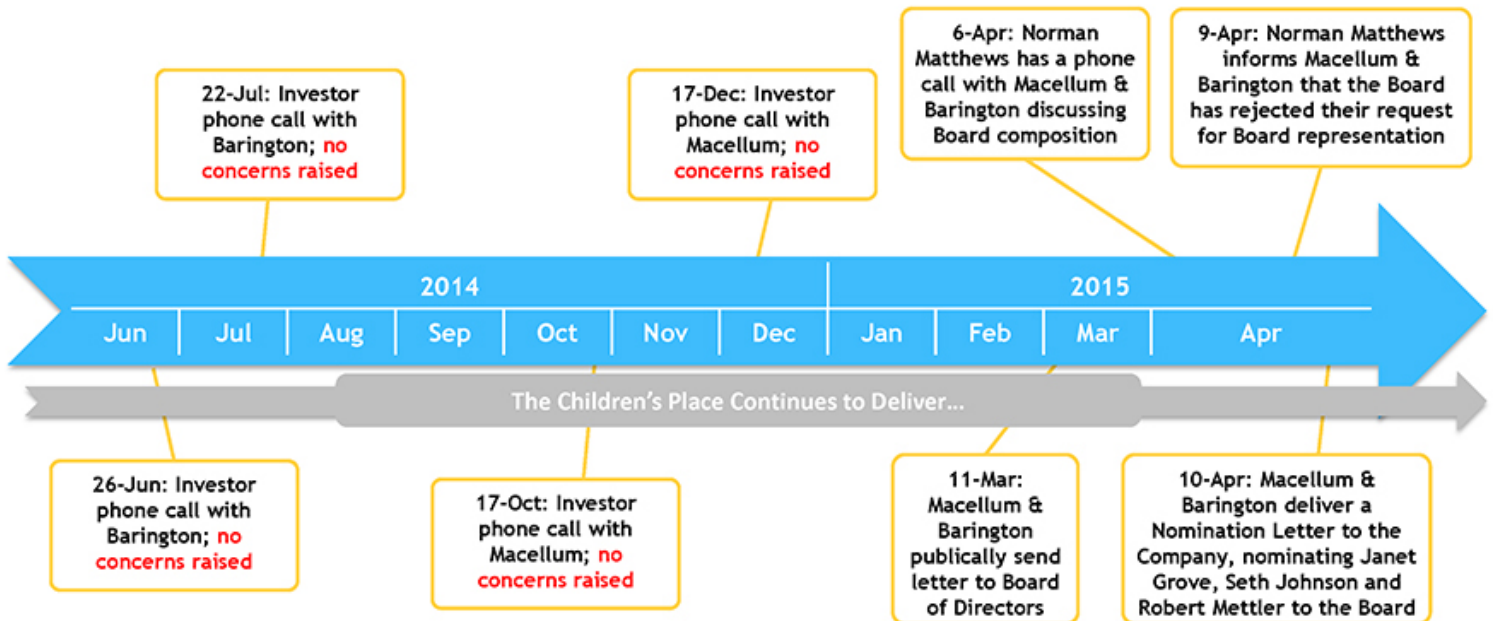 6-Apr: Norman
Matthews has a phone
call with Macellum &
Barington discussing
Board composition
9-Apr: Norman Matthews
informs Macellum &
Barington that the Board
has rejected their request
for Board representation
22-Jul: Investor
phone call with
Barington; no
concerns raised
17-Dec: Investor
phone call with
Macellum; no
concerns raised
2014
2015
Jun
Jul
Aug
Sep
Oct
Nov
Dec
Jan
Feb
Mar
Apr
The Children’s Place Continues to Deliver…
26-Jun: Investor
phone call with
Barington; no
concerns raised
17-Oct: Investor
phone call with
Macellum; no
concerns raised
11-Mar:
Macellum &
Barington
publically send
letter to Board
of Directors
10-Apr: Macellum &
Barington deliver a
Nomination Letter to the
Company, nominating Janet
Grove, Seth Johnson and
Robert Mettler to the Board